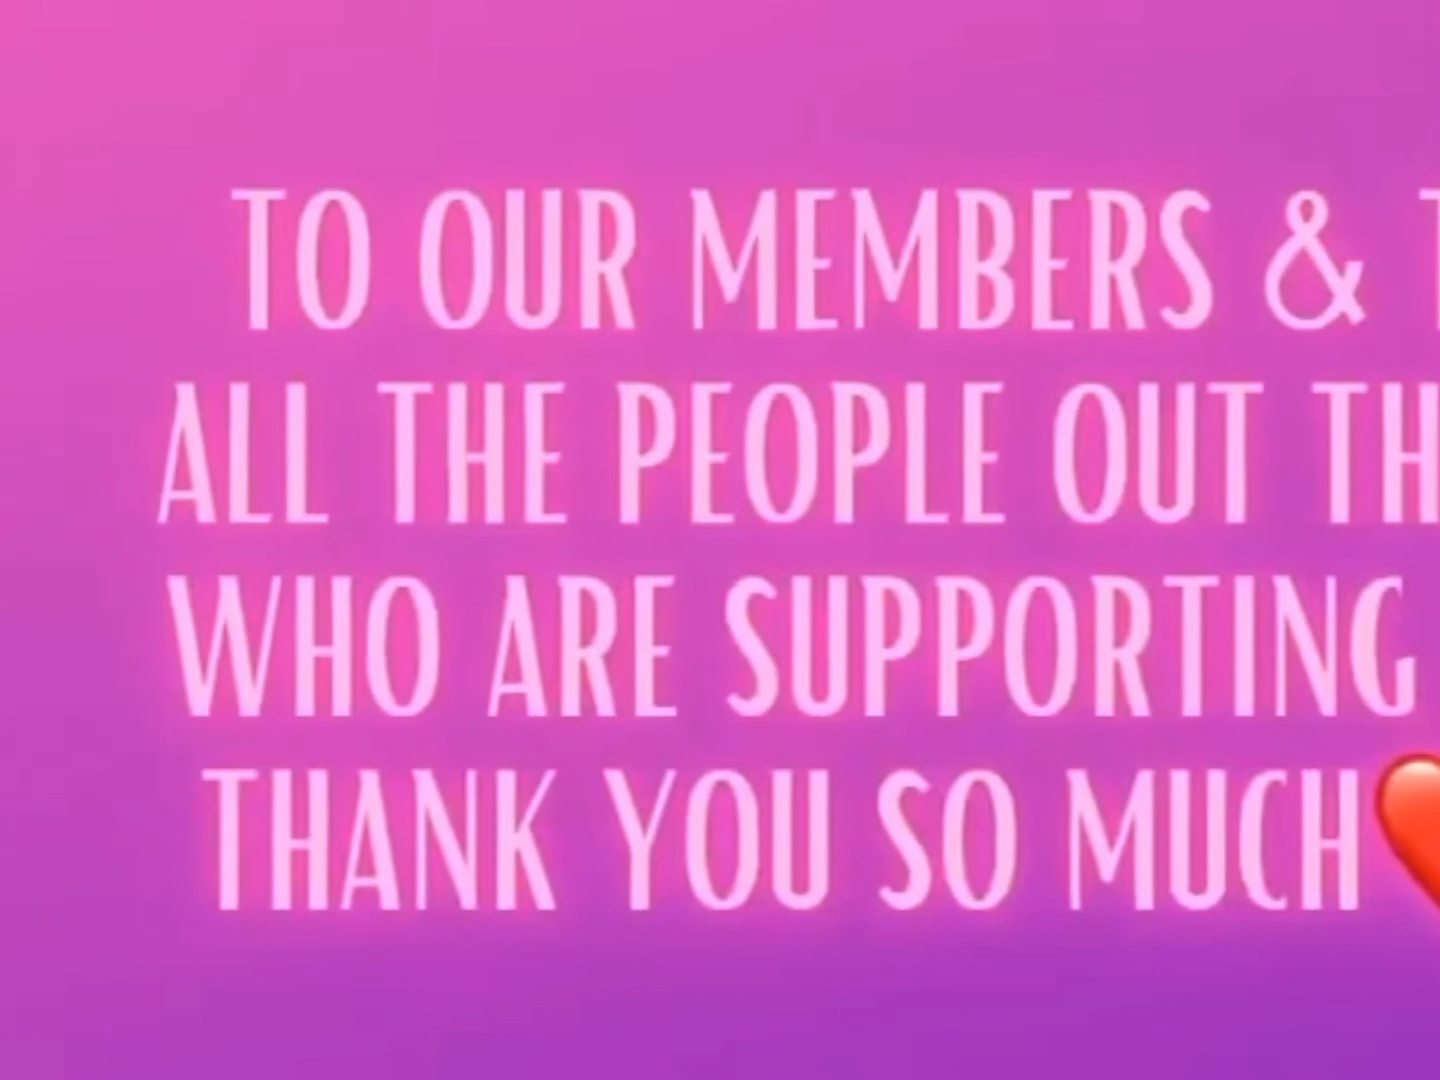 TO OUR MEMBERS &
ALL THE PEOPLE OUT
WHO ARE SUPPORTING
THANK YOU SO MUCH